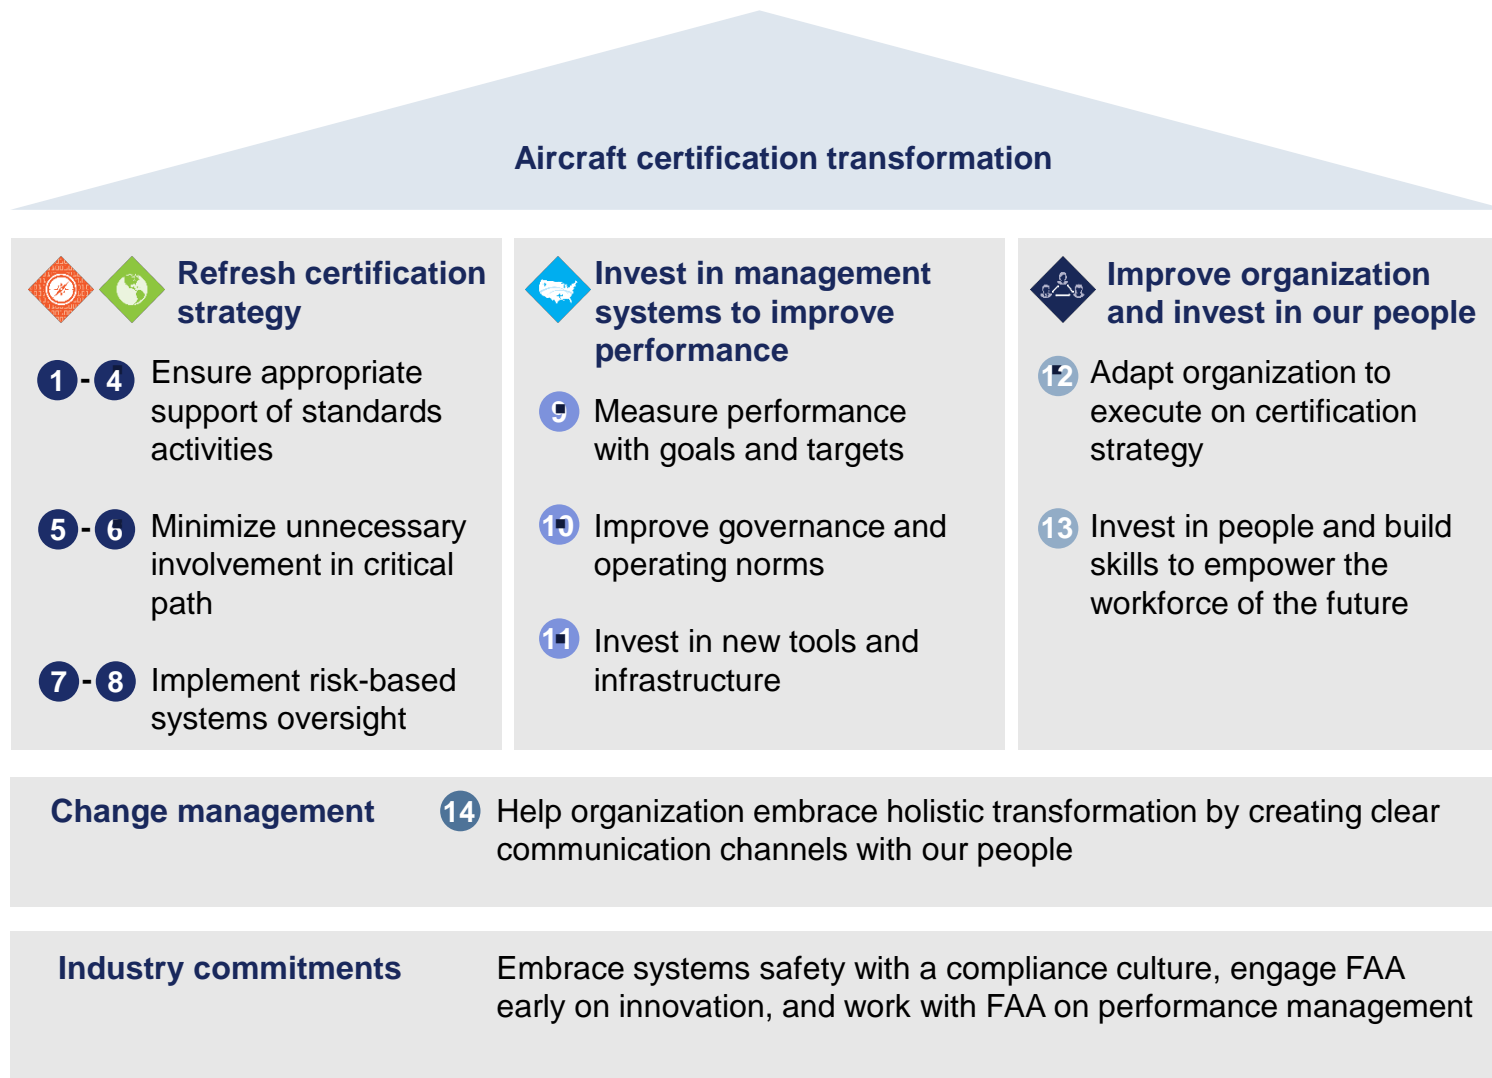 Aircraft certification transformation
Refresh certification
strategy
1 - 4 Ensure appropriate
support of standards
activities
5 - 6 Minimize unnecessary
involvement in critical
path
7 - 8 Implement risk-based
systems oversight
Invest in management
systems to improve
performance
9 Measure performance
with goals and targets
10 Improve governance and
operating norms
11 Invest in new tools and
infrastructure
Improve organization
and invest in our people
12 Adapt organization to
execute on certification
strategy
13 Invest in people and build
skills to empower the
workforce of the future
Change management
14 Help organization embrace holistic transformation by creating clear
communication channels with our people
Industry commitments
Embrace systems safety with a compliance culture, engage FAA
early on innovation, and work with FAA on performance management